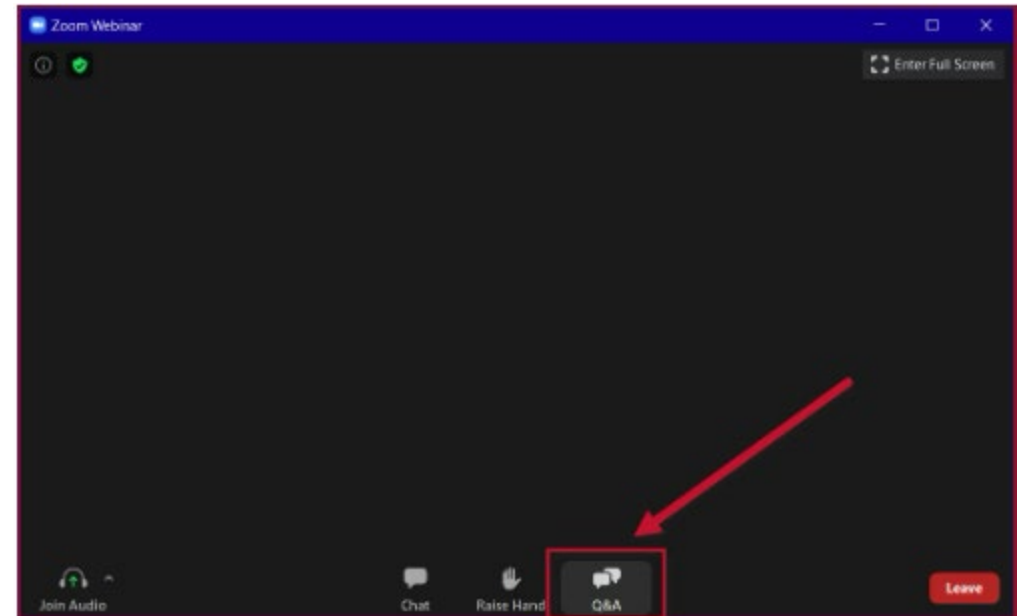 Zoom Webinar
Enter Full Screen
Join Audio
Chat
Raise Hand
Q&A
Leave